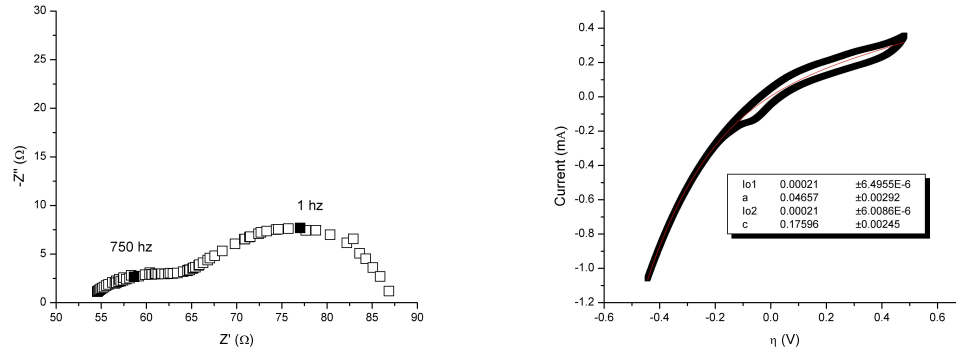 30
25
20
15
10
5
0
-Z" (Ω)
750 hz
1 hz
50 55 60 65 70 75 80 85 90
Z' (Ω)
0.4
0.2
0.0
-0.2
-0.4
-0.6
-0.8
-1.0
-1.2
Current (mA)
Io1 0.00021 ±6.4955E-6
a 0.04657 ±0.00292
Io2 0.00021 ±6.0086E-6
c 0.17596 ±0.00245
-0.6 -0.4 -0.2 0.0 0.2 0.4 0.6
η (V)